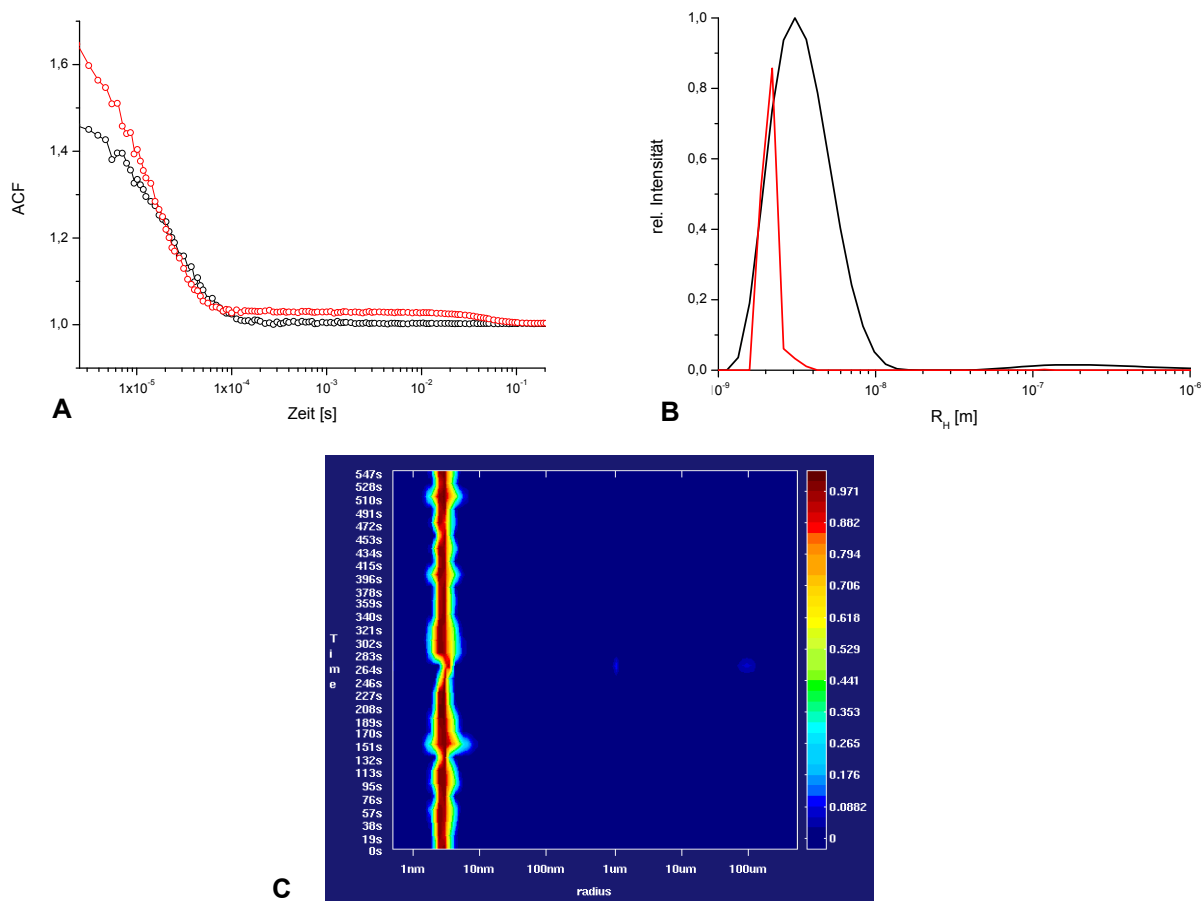 ACF
1,6
1,4
1,2
1,0
1x10-5
1x10-4
10-3
10-2
10-1
Zeit [s]
A
rel. Intensität
1,0
0,8
0,6
0,4
0,2
0,0
10-9
10-8
10-7
10-6
RH [m]
B
Time
547s
528s
510s
491s
472s
453s
434s
415s
396s
378s
359s
340s
321s
302s
283s
264s
246s
227s
208s
189s
170s
151s
132s
113s
95s
76s
57s
38s
19s
0s
1nm 10nm 100nm 1um 10um 100um
radius
0.971
0.882
0.794
0.706
0.618
0.529
0.441
0.353
0.265
0.176
0.0882
0
C